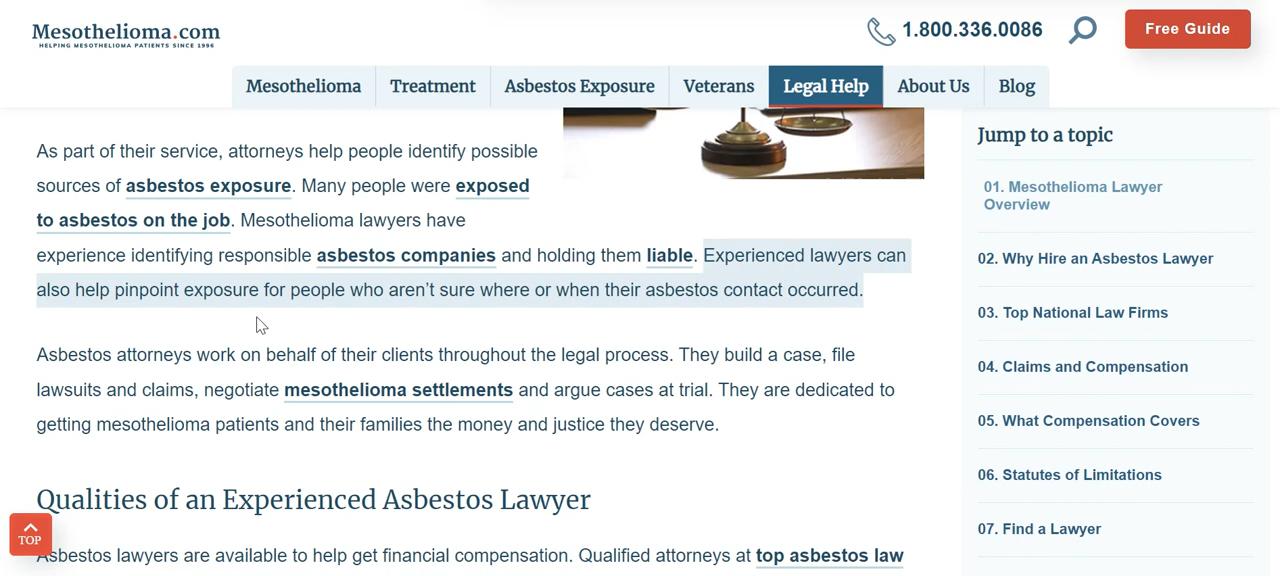 Mesothelioma.com
HELPING MESOTHELIOMA PATIENTS SINCE 1996
1.800.336.0086
Free Guide
Mesothelioma
Treatment
Asbestos Exposure
Veterans
Legal Help
About Us
Blog
As part of their service, attorneys help people identify possible
sources of asbestos exposure. Many people were exposed
to asbestos on the job. Mesothelioma lawyers have
experience identifying responsible asbestos companies and holding them liable. Experienced lawyers can
also help pinpoint exposure for people who aren’t sure where or when their asbestos contact occurred.
Asbestos attorneys work on behalf of their clients throughout the legal process. They build a case, file
lawsuits and claims, negotiate mesothelioma settlements and argue cases at trial. They are dedicated to
getting mesothelioma patients and their families the money and justice they deserve.
Qualities of an Experienced Asbestos Lawyer
Asbestos lawyers are available to help get financial compensation. Qualified attorneys at top asbestos law
TOP
Jump to a topic
01. Mesothelioma Lawyer
Overview
02. Why Hire an Asbestos Lawyer
03. Top National Law Firms
04. Claims and Compensation
05. What Compensation Covers
06. Statutes of Limitations
07. Find a Lawyer